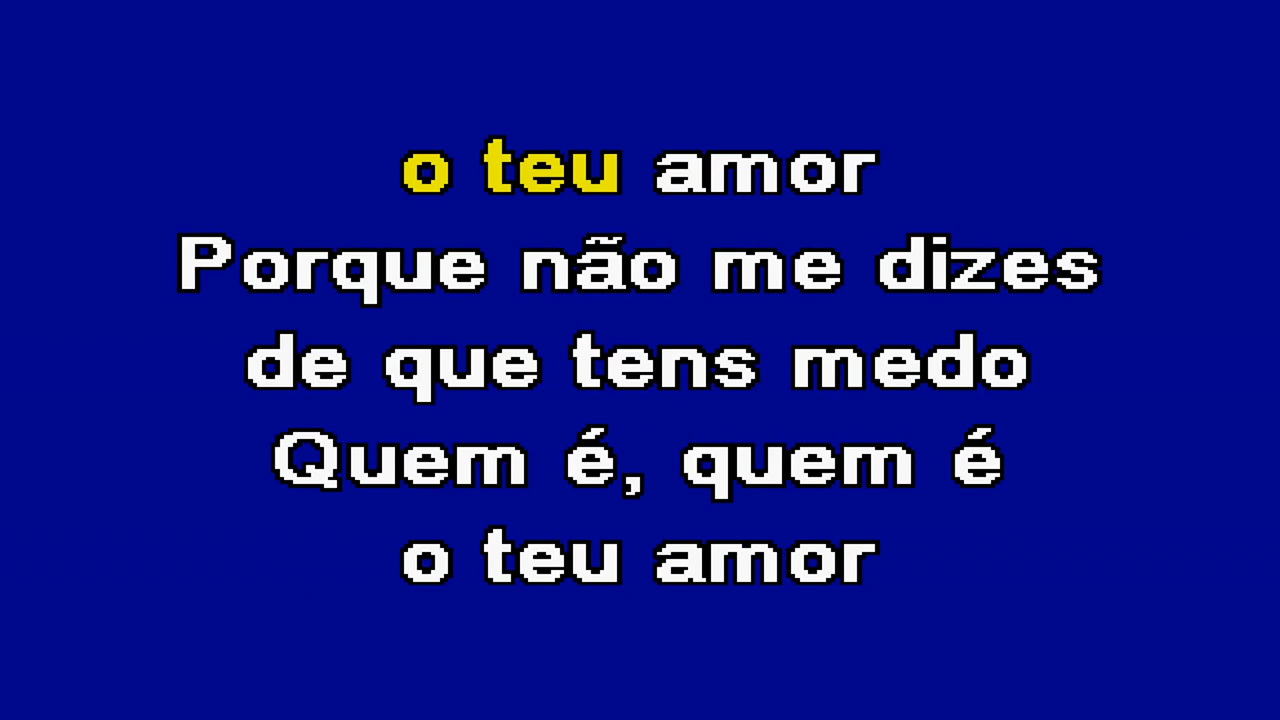 o teu amor
Porque não me dizes
de que tens medo
Quem é, quem é
o teu amor